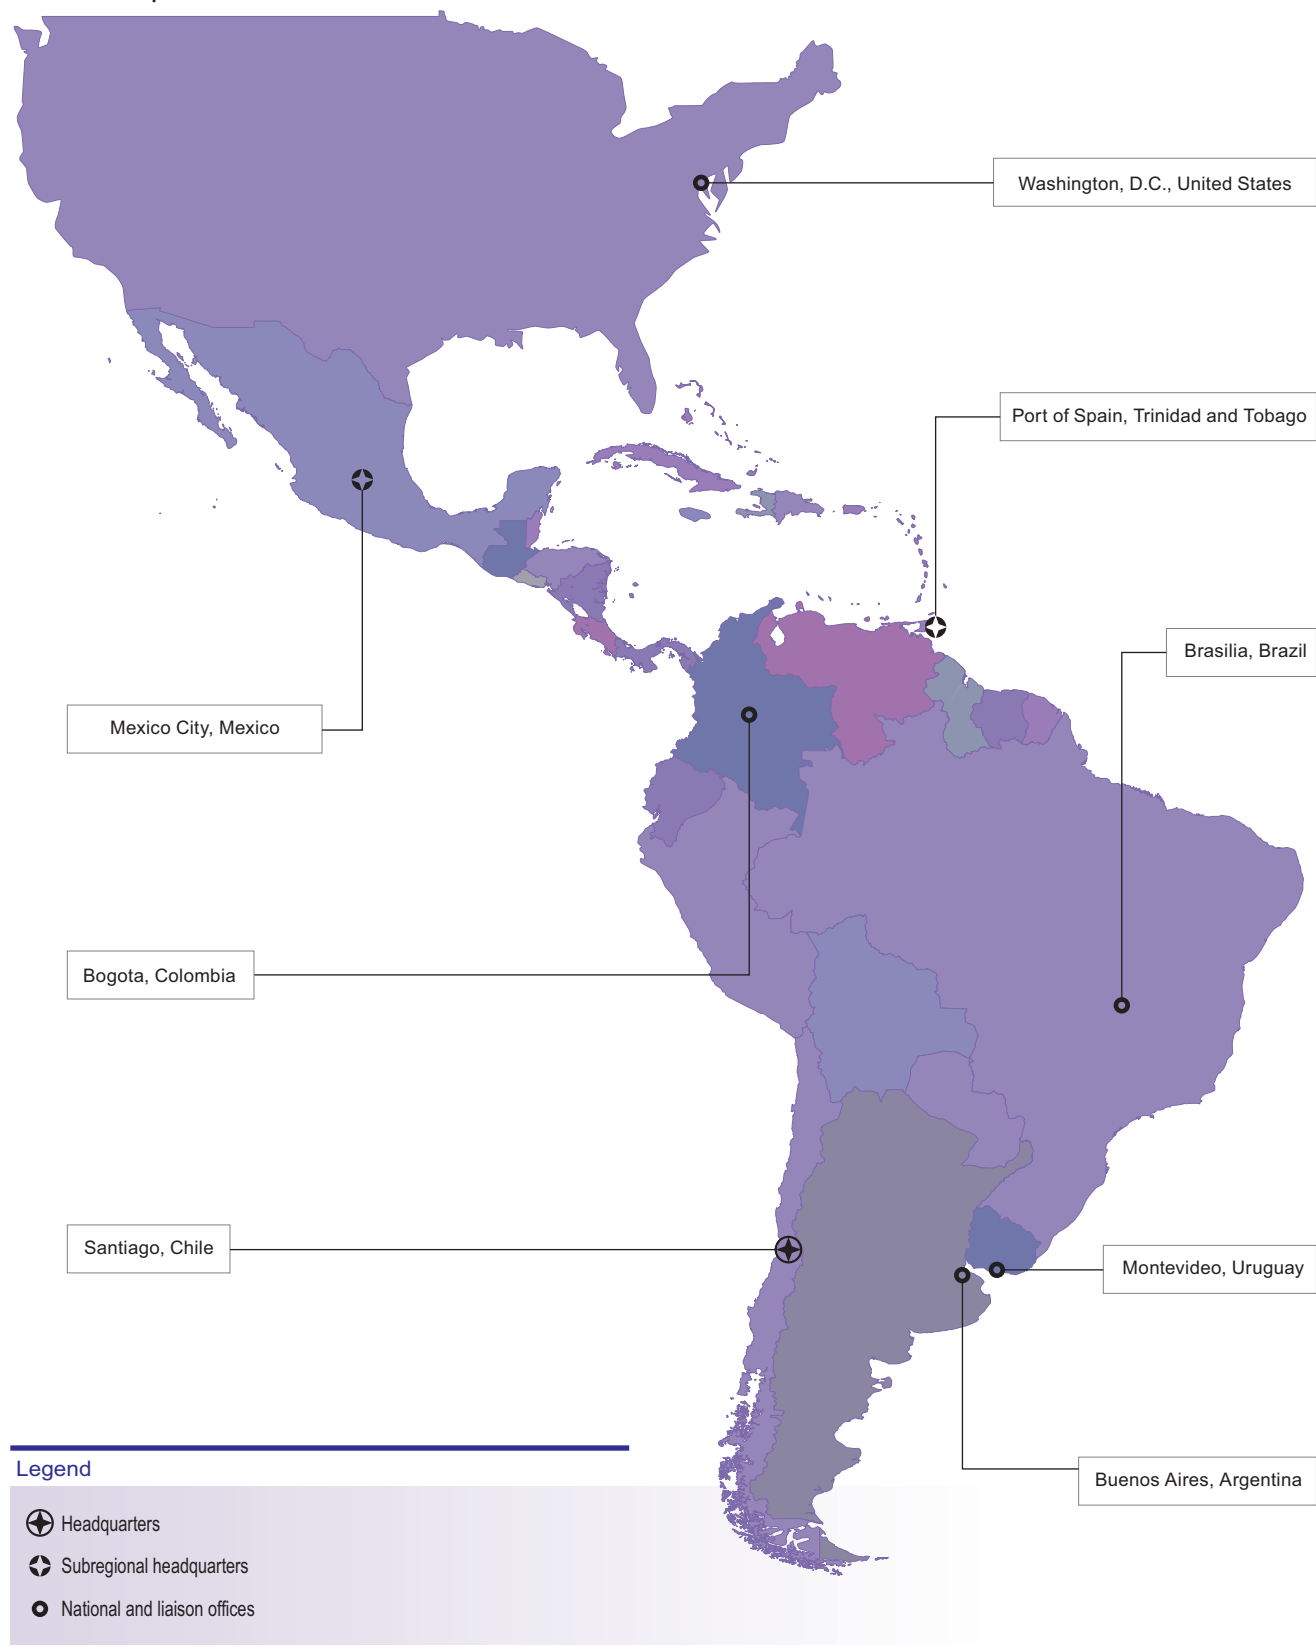 Washington, D.C., United States
Port of Spain, Trinidad and Tobago
Brasilia, Brazil
Mexico City, Mexico
Bogota, Colombia
Santiago, Chile
Montevideo, Uruguay
Buenos Aires, Argentina
Legend
Headquarters
Subregional headquarters
National and liaison offices